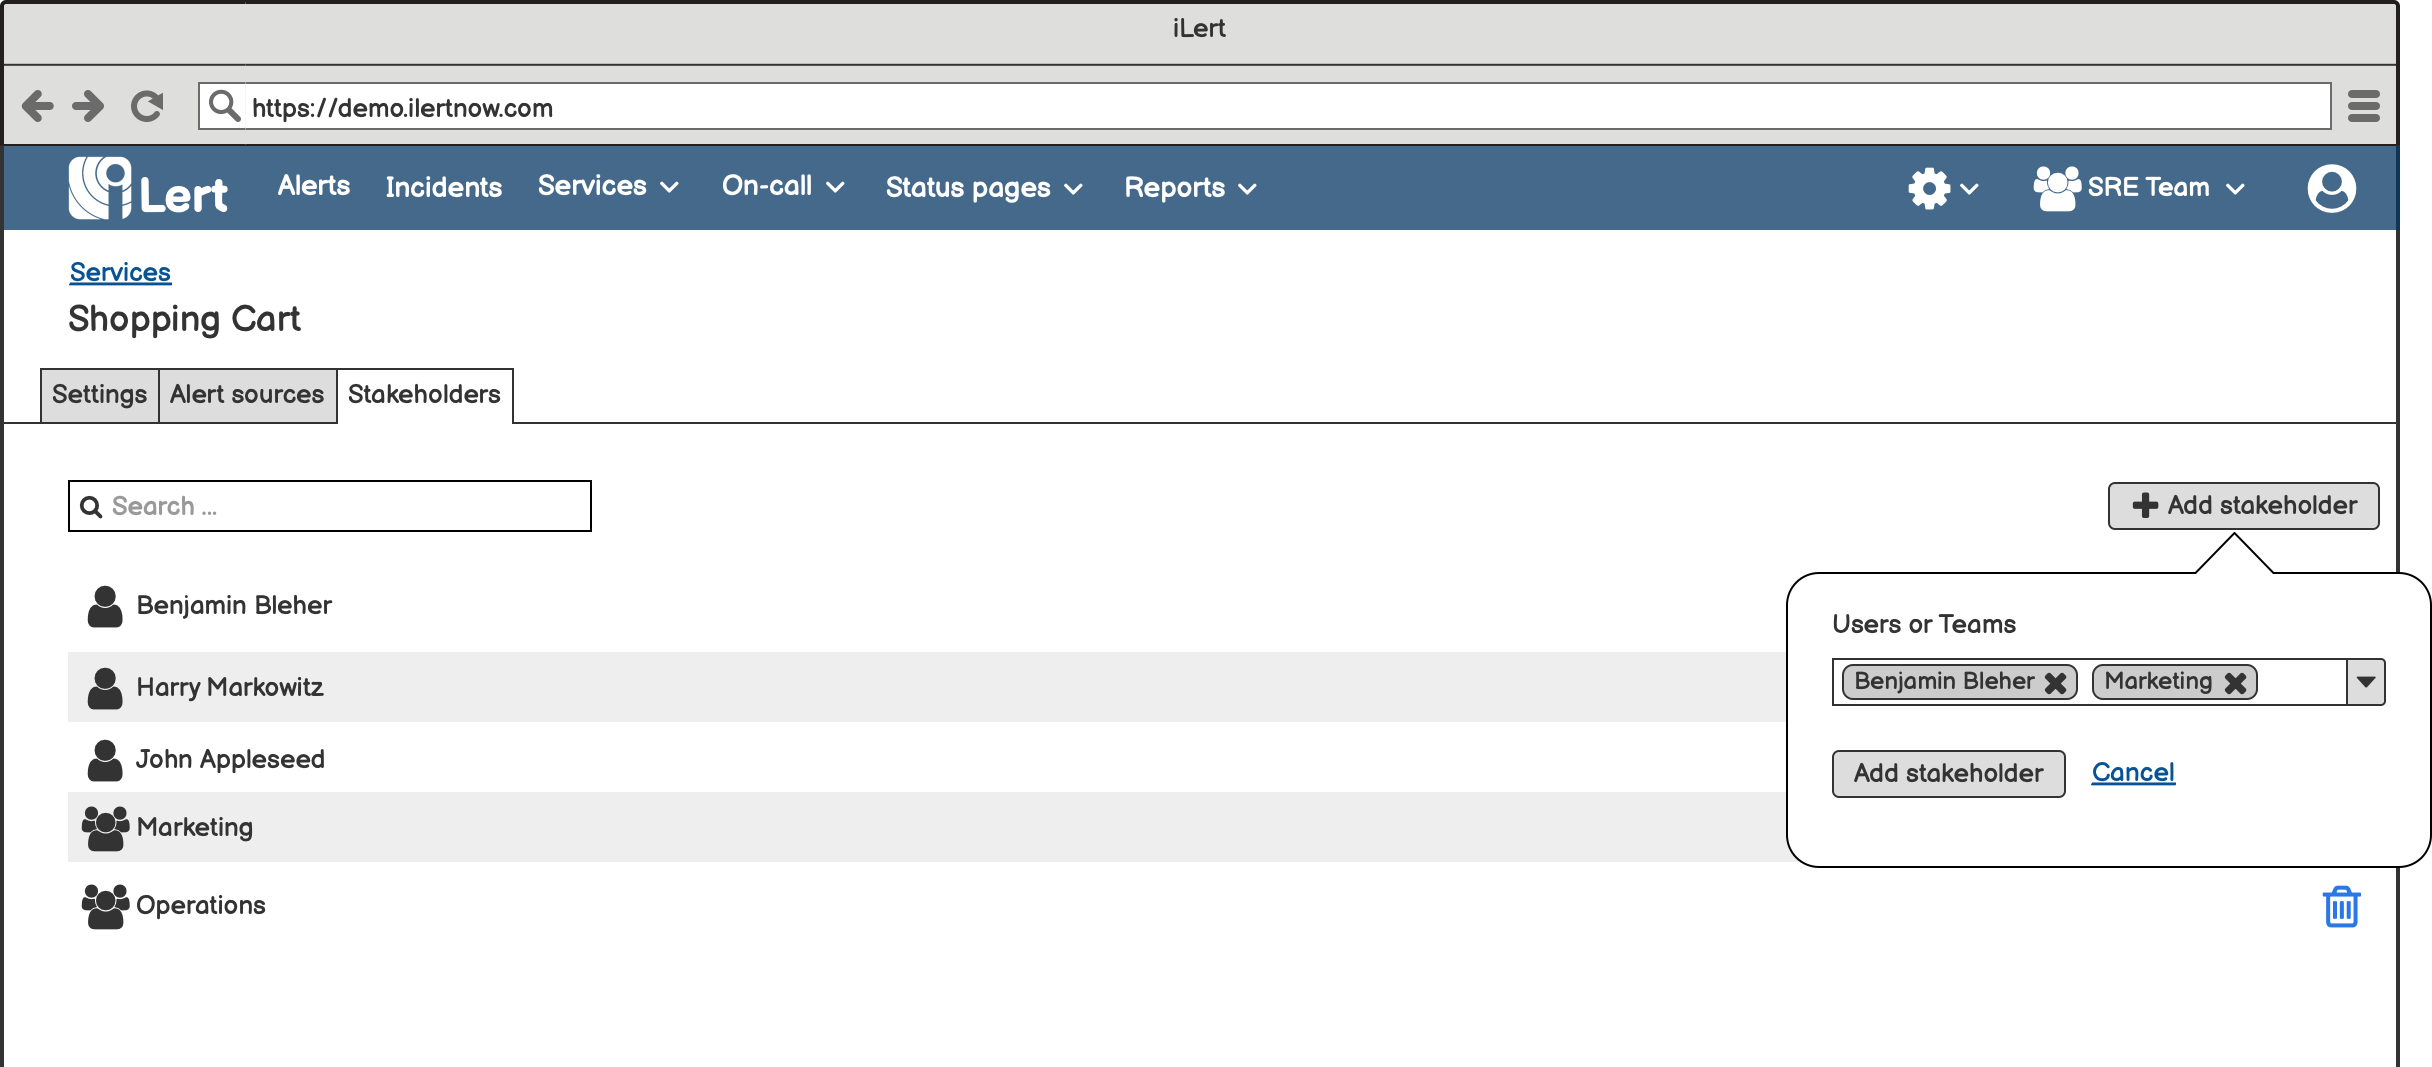 iLert
https://demo.ilertnow.com
iLert Alerts Incidents Services On-call Status pages Reports SRE Team
Services
Shopping Cart
Settings Alert sources Stakeholders
Search ... Add stakeholder
Benjamin Bleher
Users or Teams
Harry Markowitz
Benjamin Bleher Marketing
John Appleseed
Add stakeholder Cancel
Marketing
Operations